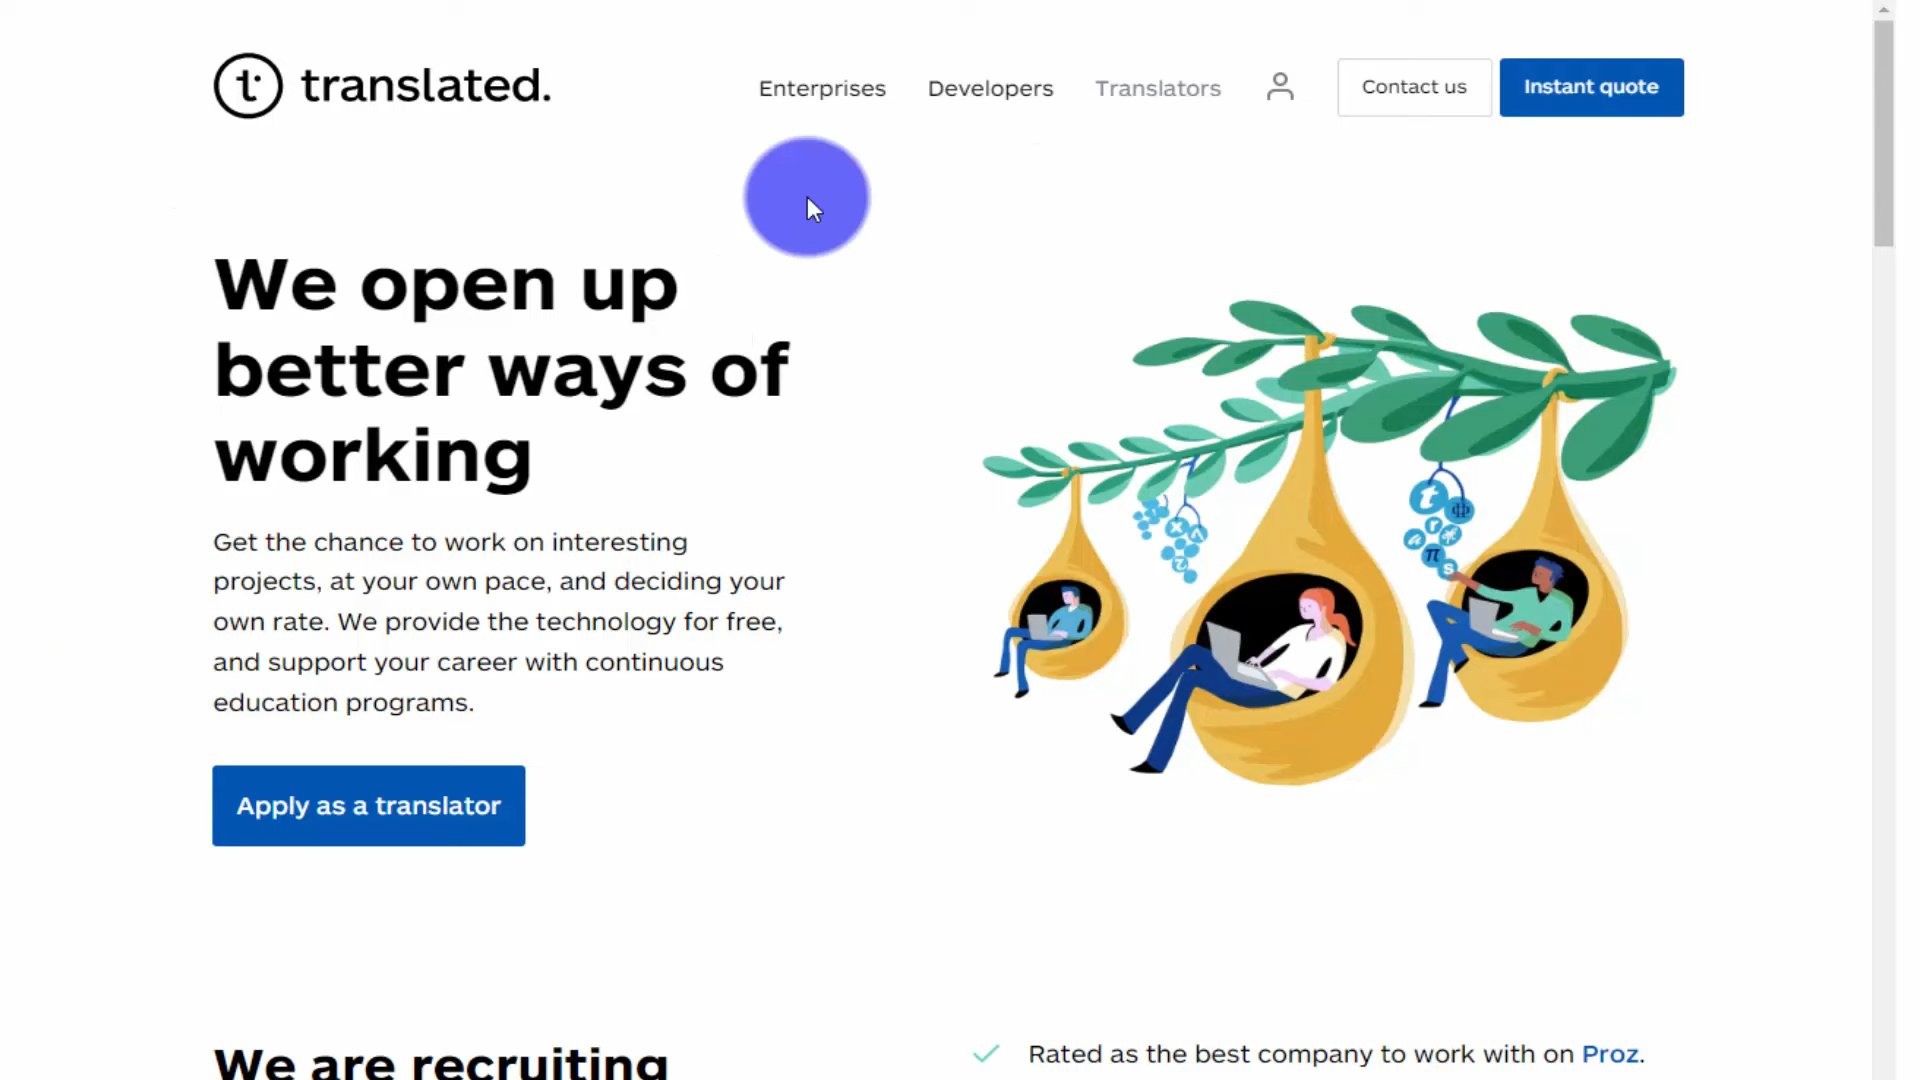 translated.
Enterprises
Developers
Translators
Contact us
Instant quote
We open up
better ways of
working
Get the chance to work on interesting
projects, at your own pace, and deciding your
own rate. We provide the technology for free,
and support your career with continuous
education programs.
Apply as a translator
We are recruiting
Rated as the best company to work with on Proz.